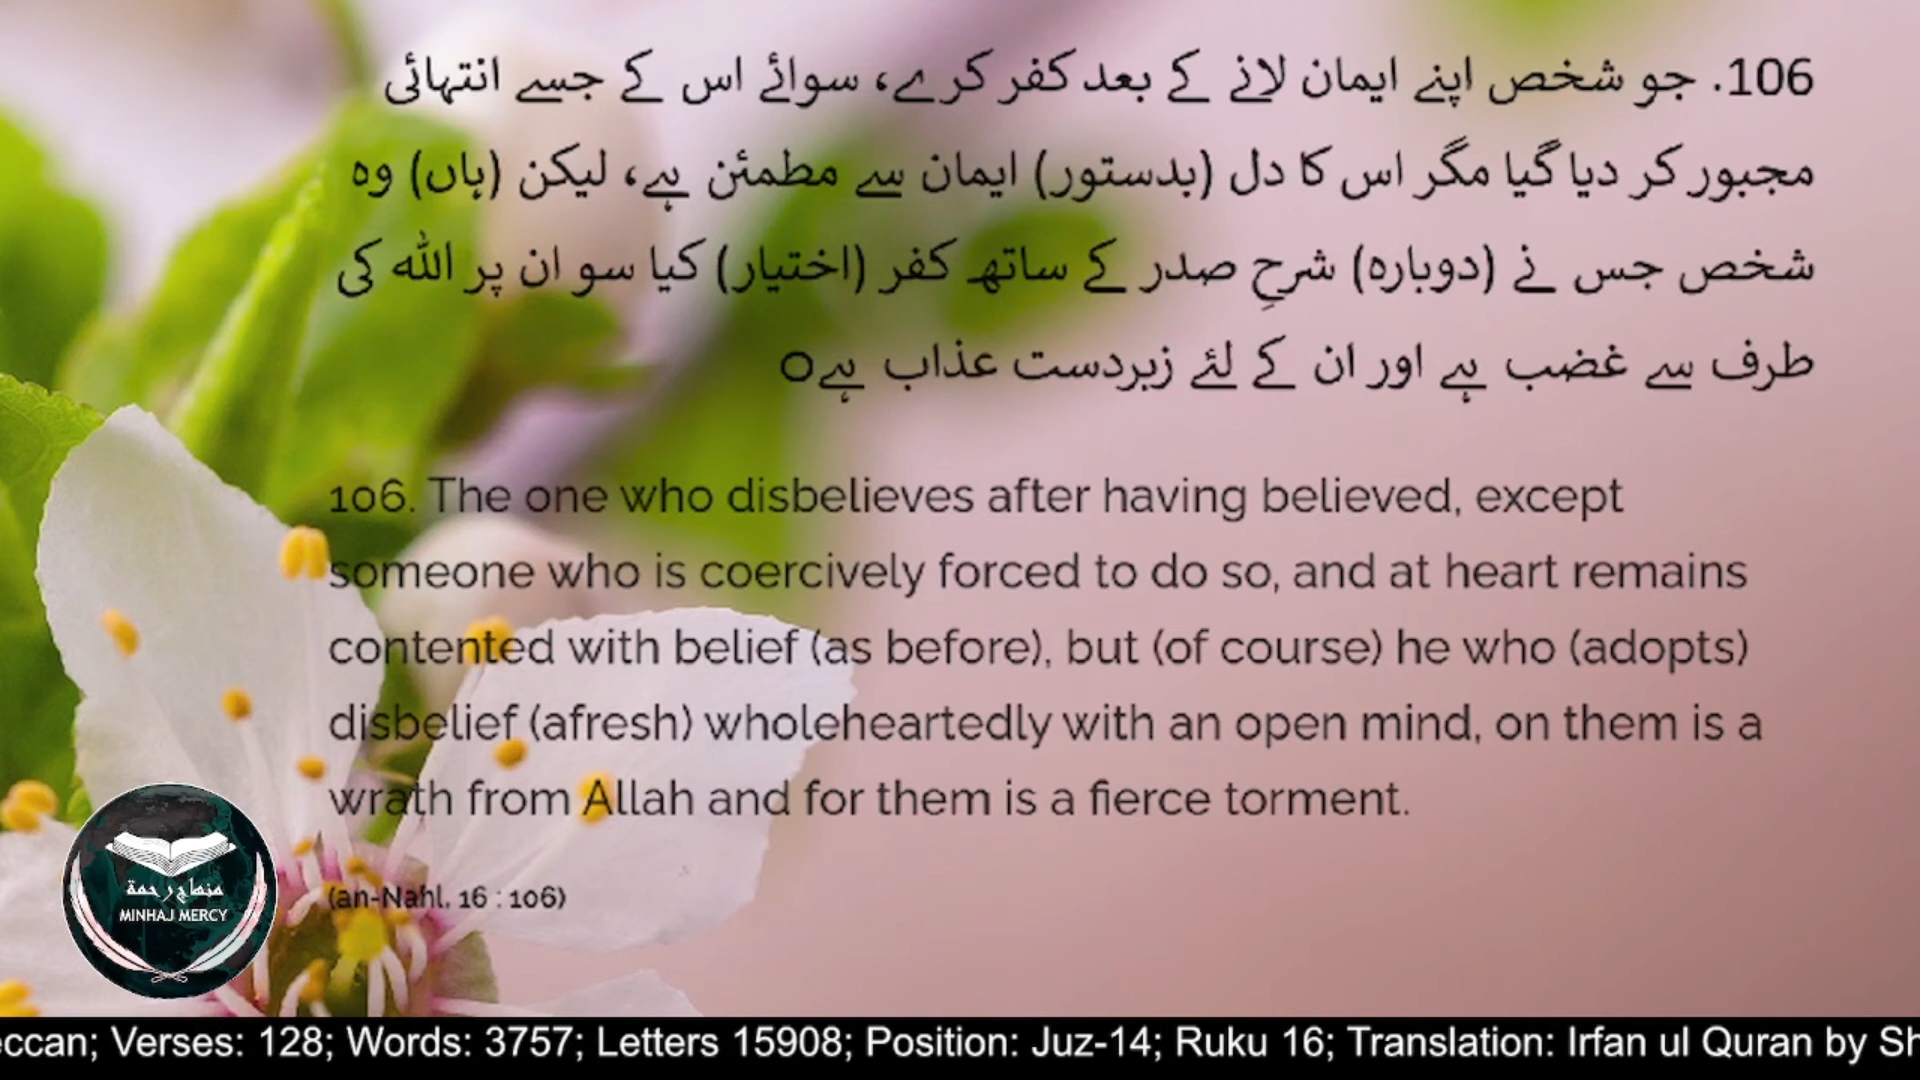 106. جو شخص اپنے ایمان لانے کے بعد کفر کرے، سوائے اس کے جسے انتہائی
مجبور کر دیا گیا مگر اس کا دل (بدستور) ایمان سے مطمئن ہے، لیکن (ہاں) وہ
شخص جس نے (دوبارہ) شرحِ صدر کے ساتھ کفر (اختیار) کیا سو ان پر اللہ کی
طرف سے غضب ہے اور ان کے لئے زبردست عذاب ہےo
106. The one who disbelieves after having believed, except
someone who is coercively forced to do so, and at heart remains
contented with belief (as before), but (of course) he who (adopts)
disbelief (afresh) wholeheartedly with an open mind, on them is a
wrath from Allah and for them is a fierce torment.
(an-Nahl, 16 : 106)
منهاج رحمة
MINHAJ MERCY
eccan; Verses: 128; Words: 3757; Letters 15908; Position: Juz-14; Ruku 16; Translation: Irfan ul Quran by Sh